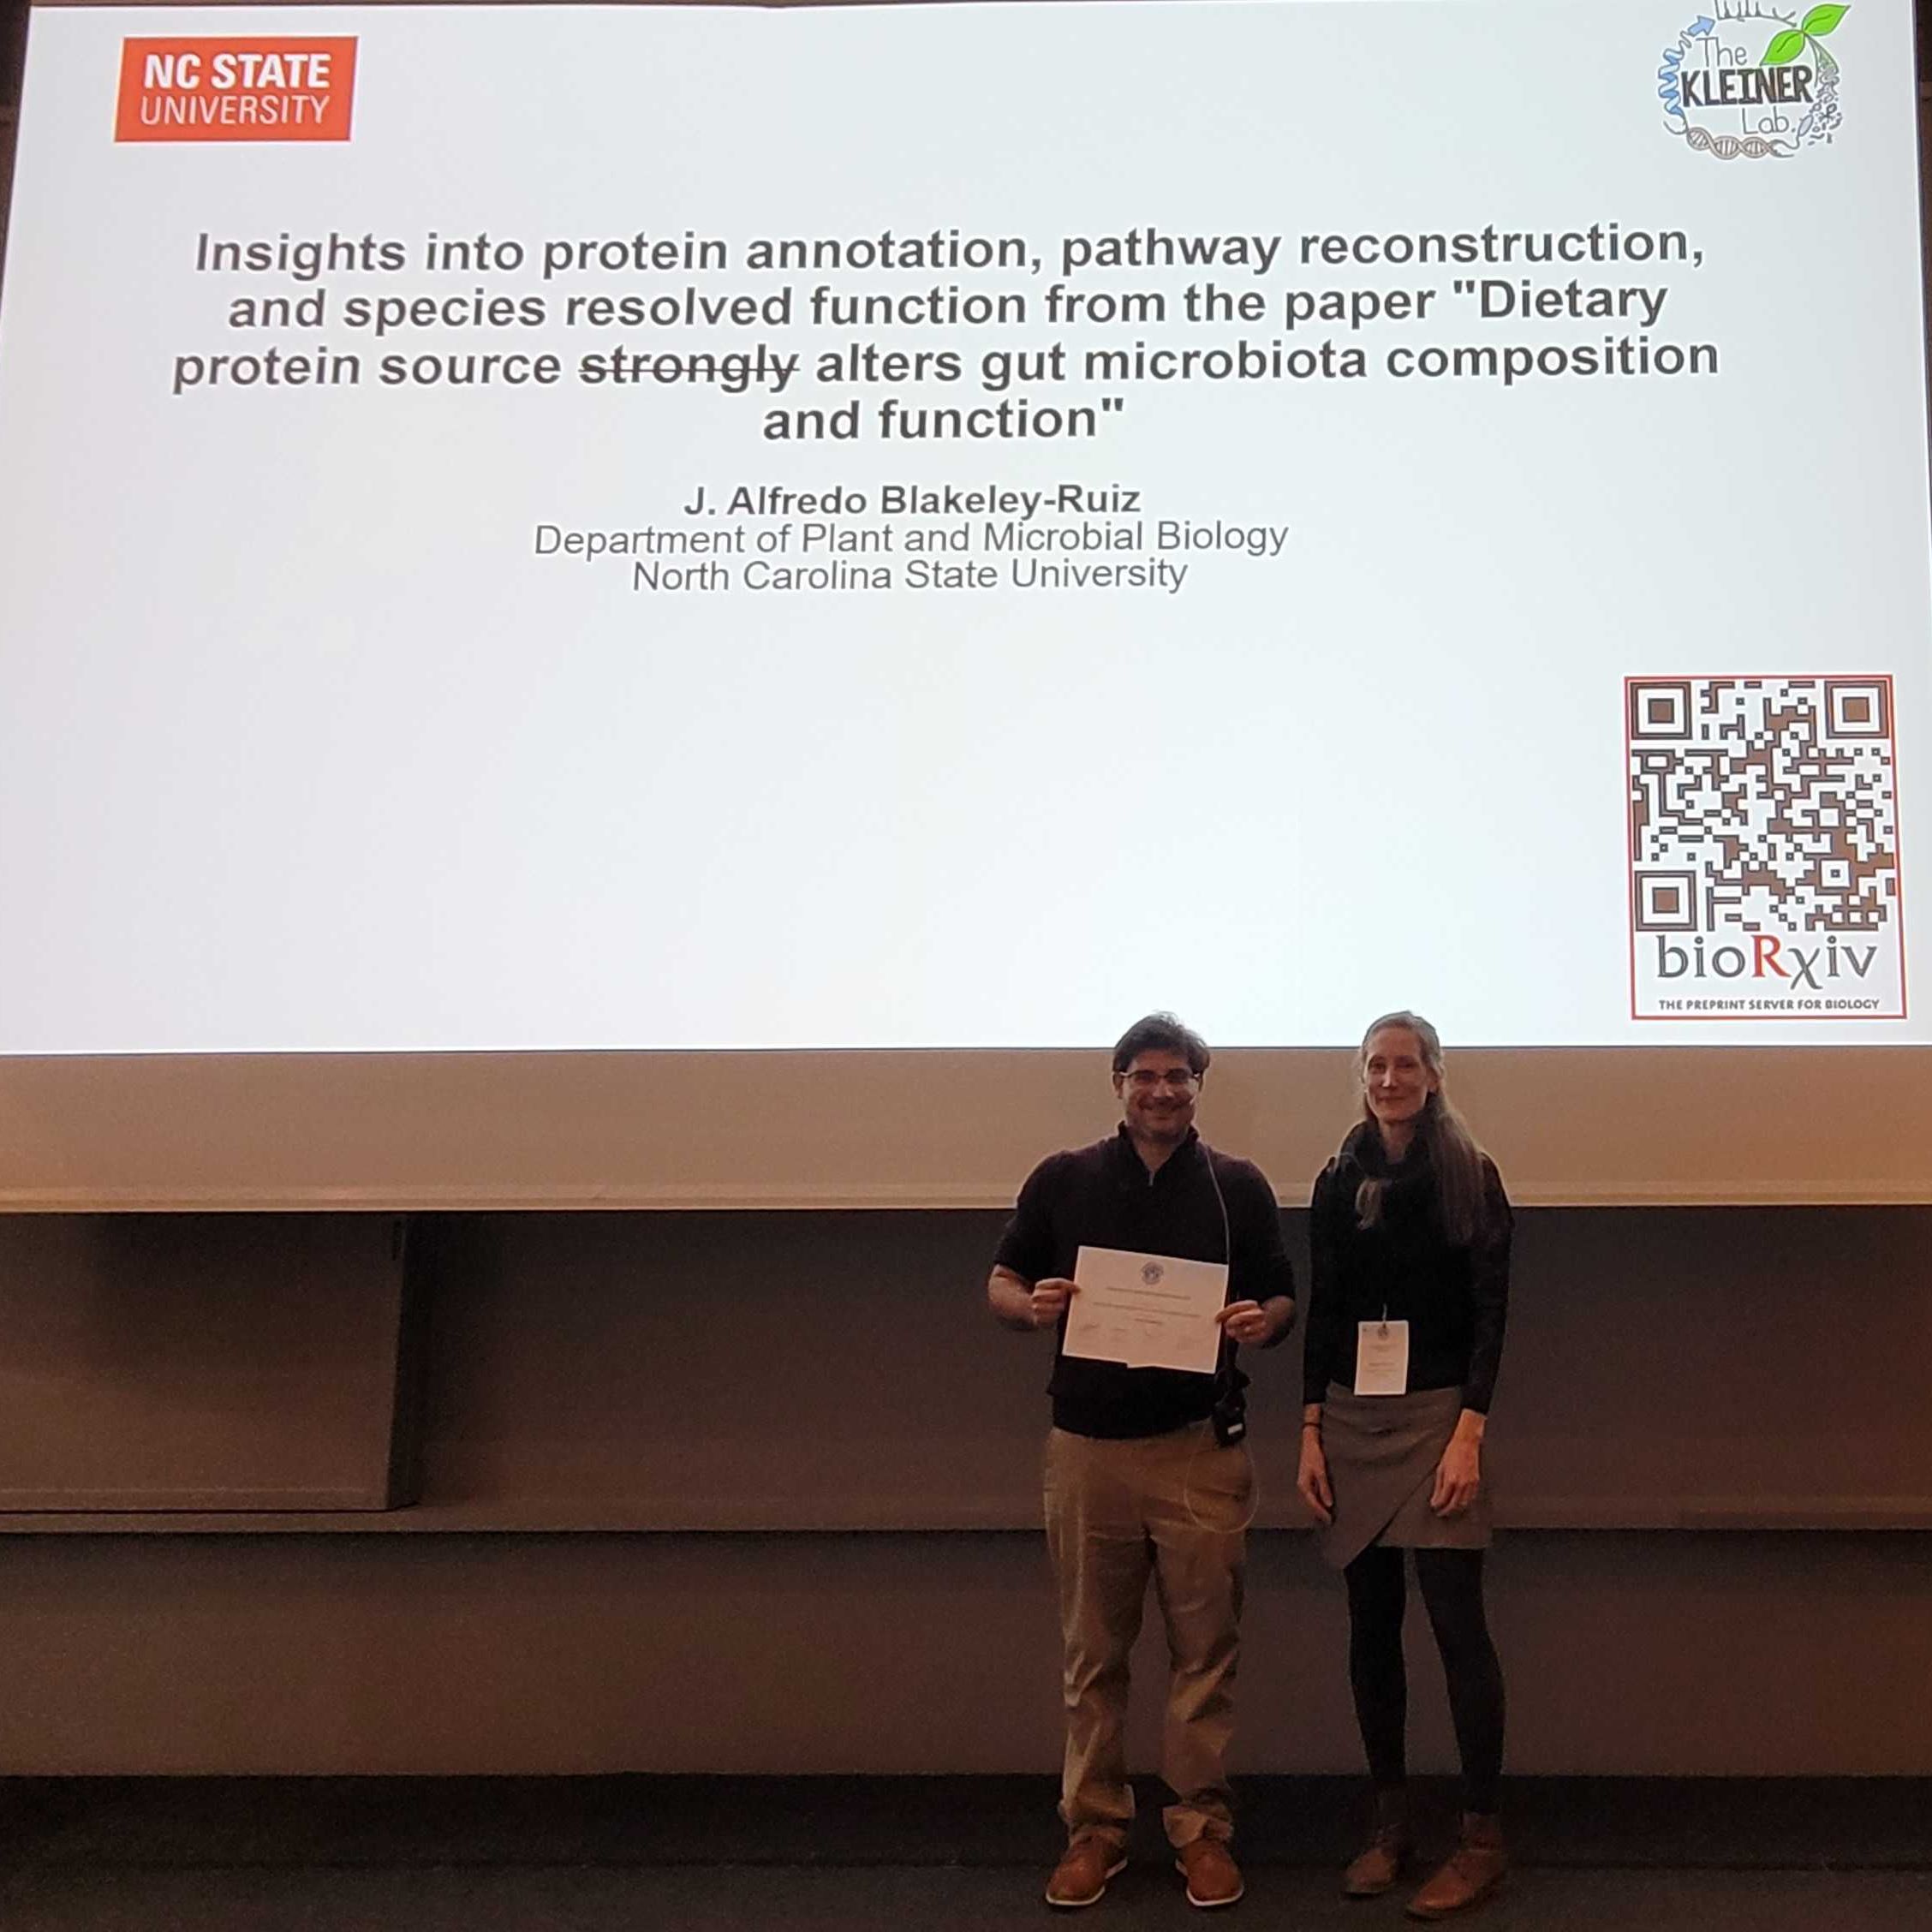 NC STATE
UNIVERSITY
The
KLEINER
Lab
Insights into protein annotation, pathway reconstruction,
and species resolved function from the paper "Dietary
protein source strongly alters gut microbiota composition
and function"
J. Alfredo Blakeley-Ruiz
Department of Plant and Microbial Biology
North Carolina State University
bioRχiv
THE PREPRINT SERVER FOR BIOLOGY